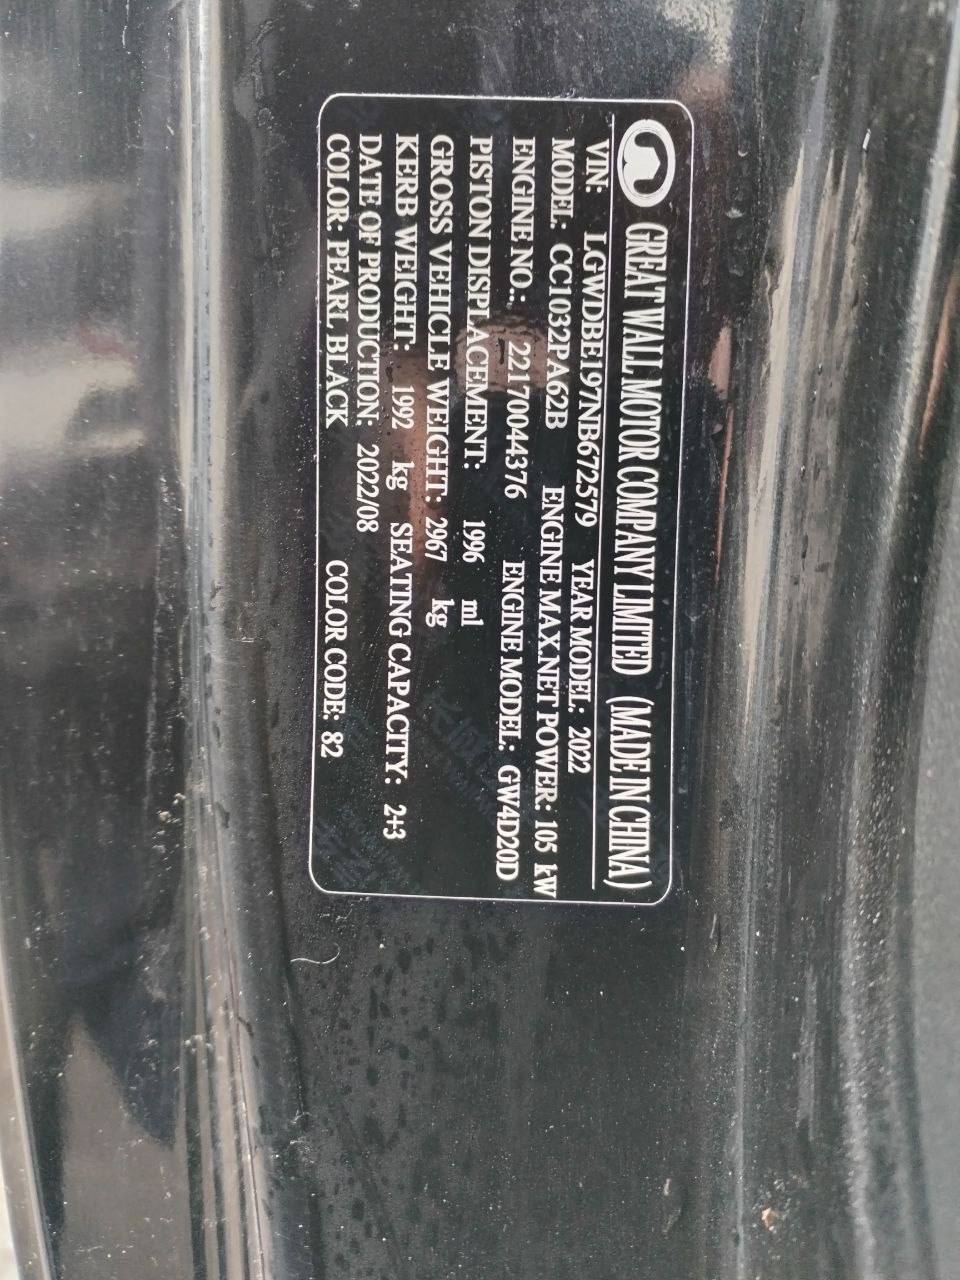 GREAT WALL MOTOR COMPANY LIMITED (MADE IN CHINA)
VIN: LGWDBE197NB672579 YEAR MODEL: 2022
MODEL: CC1032PA62B ENGINE MAX.NET POWER: 105 kW
ENGINE NO.: 22170044376 ENGINE MODEL: GW4D20D
PISTON DISPLACEMENT: 1996 ml
GROSS VEHICLE WEIGHT: 2967 kg
KERB WEIGHT: 1992 kg SEATING CAPACITY: 2+3
DATE OF PRODUCTION: 2022/08
COLOR: PEARL BLACK COLOR CODE: 82